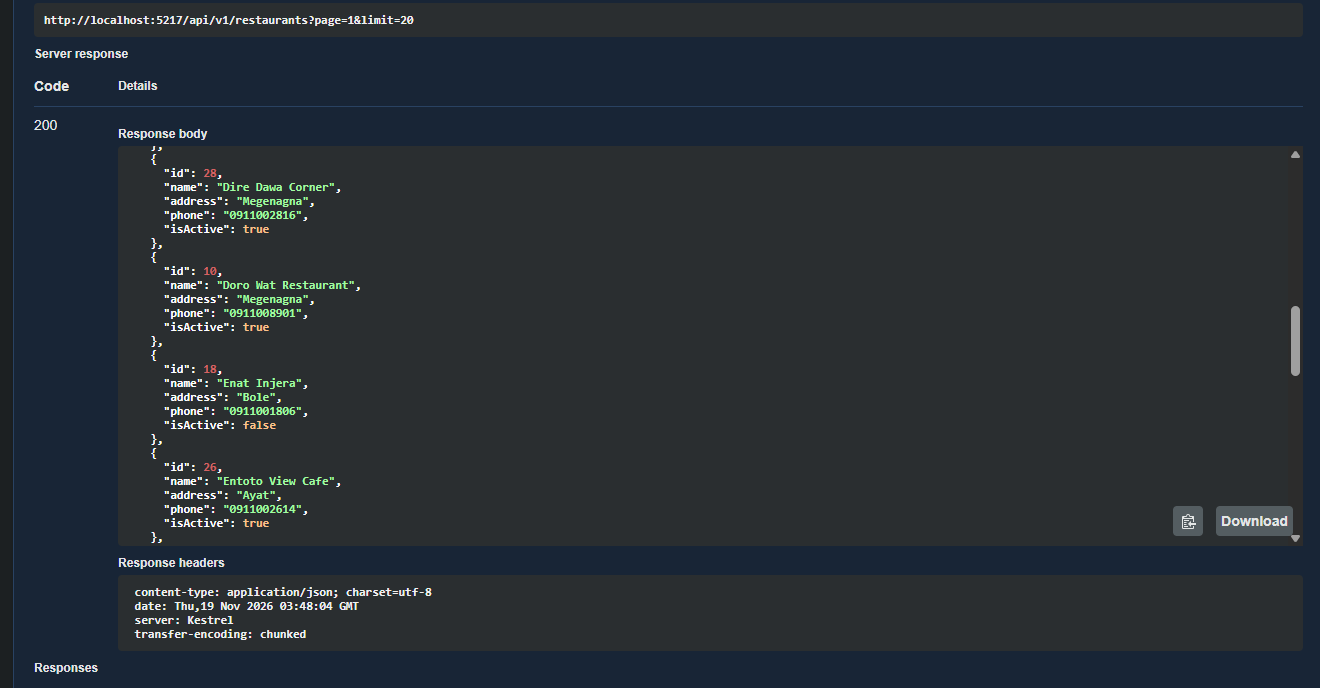 http://localhost:5217/api/v1/restaurants?page=1&limit=20
Server response
Code Details
200
Response body
},
{
"id": 28,
"name": "Dire Dawa Corner",
"address": "Megenagna",
"phone": "0911002816",
"isActive": true
},
{
"id": 10,
"name": "Doro Wat Restaurant",
"address": "Megenagna",
"phone": "0911008901",
"isActive": true
},
{
"id": 18,
"name": "Enat Injera",
"address": "Bole",
"phone": "0911001806",
"isActive": false
},
{
"id": 26,
"name": "Entoto View Cafe",
"address": "Ayat",
"phone": "0911002614",
"isActive": true
},
Download
Response headers
content-type: application/json; charset=utf-8
date: Thu,19 Nov 2026 03:48:04 GMT
server: Kestrel
transfer-encoding: chunked
Responses